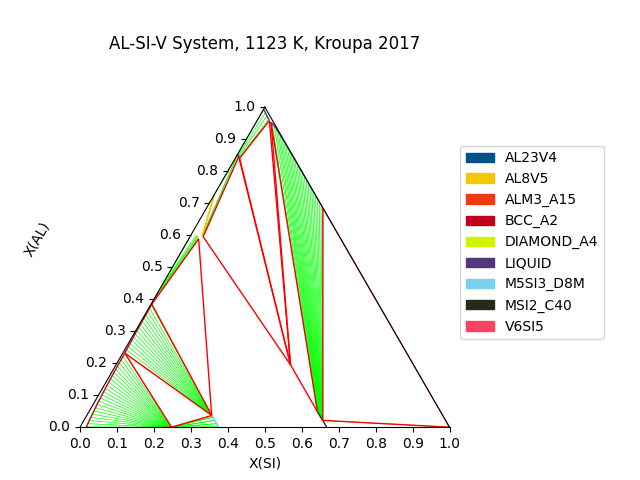 AL-SI-V System, 1123 K, Kroupa 2017
1.0
0.9
0.8
0.7
0.6
0.5
0.4
0.3
0.2
0.1
0.0
X(AL)
0.0 0.1 0.2 0.3 0.4 0.5 0.6 0.7 0.8 0.9 1.0
X(SI)
AL23V4
AL8V5
ALM3_A15
BCC_A2
DIAMOND_A4
LIQUID
M5SI3_D8M
MSI2_C40
V6SI5